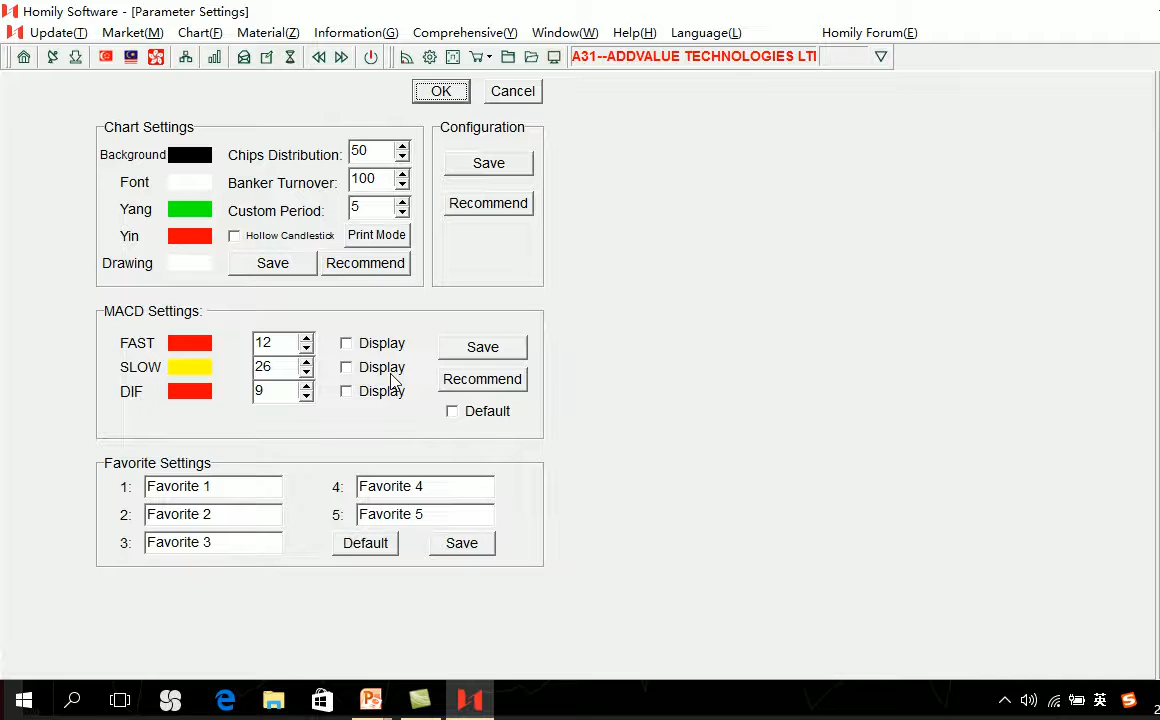 Homily Software - [Parameter Settings]
Update(T) Market(M) Chart(F) Material(Z) Information(G) Comprehensive(Y) Window(W) Help(H) Language(L) Homily Forum(E)
A31--ADDVALUE TECHNOLOGIES LTI
OK Cancel
Chart Settings
Configuration
Background Chips Distribution: 50
Save
Font Banker Turnover: 100
Yang Custom Period: 5
Recommend
Yin Hollow Candlestick Print Mode
Drawing Save Recommend
MACD Settings:
FAST 12 Display Save
SLOW 26 Display
Recommend
DIF 9 Display
Default
Favorite Settings
1: Favorite 1 4: Favorite 4
2: Favorite 2 5: Favorite 5
3: Favorite 3 Default Save
英